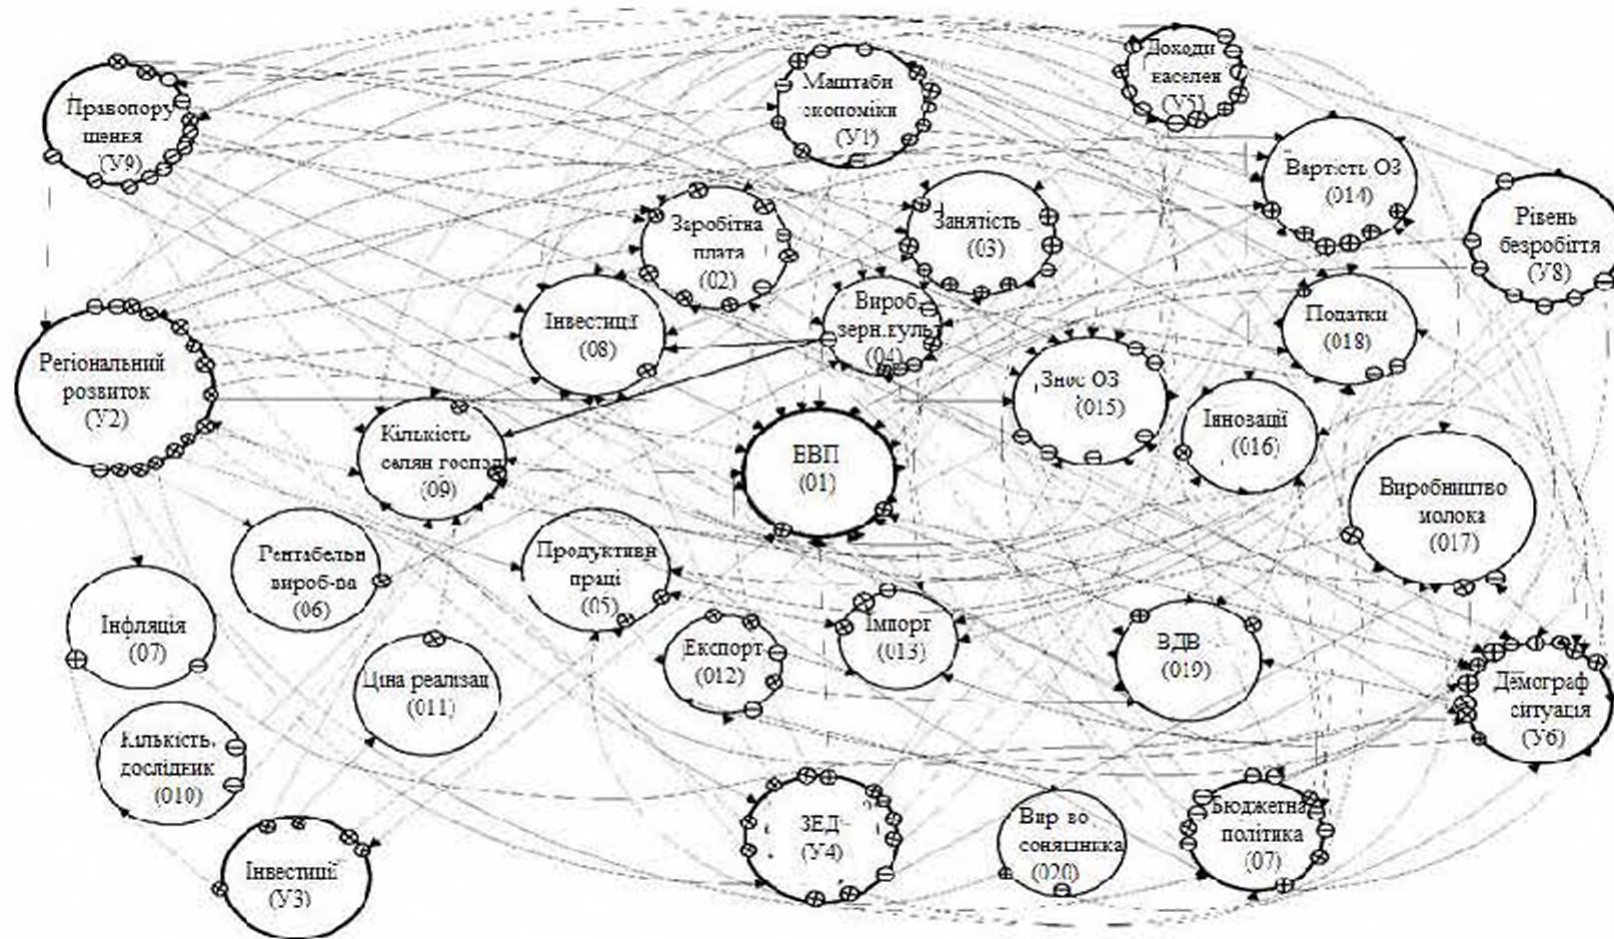 Правопору
шення
(У9)
Маштаби
економіки
(У1)
Доходи
населен
(У5)
Вартість ОЗ
(014)
Рівень
безробіття
(У8)
Заробітна
плата
(02)
Занятість
(03)
Інвестиції
(08)
Вироб
зерн.культ
(04)
Податки
(018)
Регіональний
розвиток
(У2)
Знос ОЗ
(015)
Інновації
(016)
Кількість
селян господ
(09)
ЕВП
(01)
Виробництво
молока
(017)
Рентабельн
вироб-ва
(06)
Продуктивн
праці
(05)
Інфляція
(07)
Ціна реалізац
(011)
Експорт
(012)
Імпорт
(013)
ВДВ
(019)
Демограф
ситуація
(У6)
Кількість
дослідник
(010)
Інвестиції
(У3)
ЗЕД
(У4)
Вир во
соняшника
(020)
Бюджетна
політика
(07)